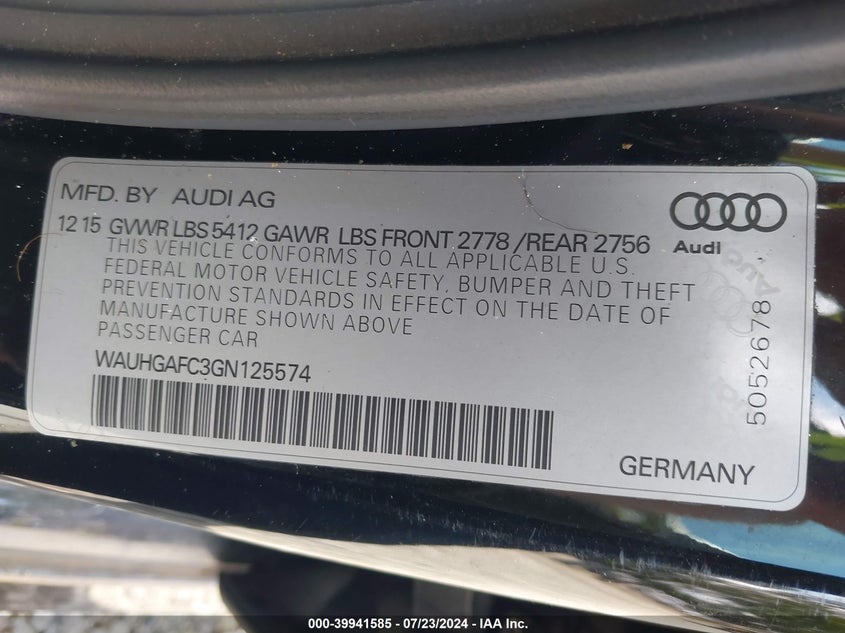 MFD. BY AUDI AG
12 15 GVWR LBS 5412 GAWR LBS FRONT 2778 /REAR 2756
THIS VEHICLE CONFORMS TO ALL APPLICABLE U.S.
FEDERAL MOTOR VEHICLE SAFETY, BUMPER AND THEFT
PREVENTION STANDARDS IN EFFECT ON THE DATE OF
MANUFACTURE SHOWN ABOVE
PASSENGER CAR
WAUHGAFC3GN125574
Audi
Audi
5052678
GERMANY
000-39941585 / 07/23/2024 - IAA Inc.